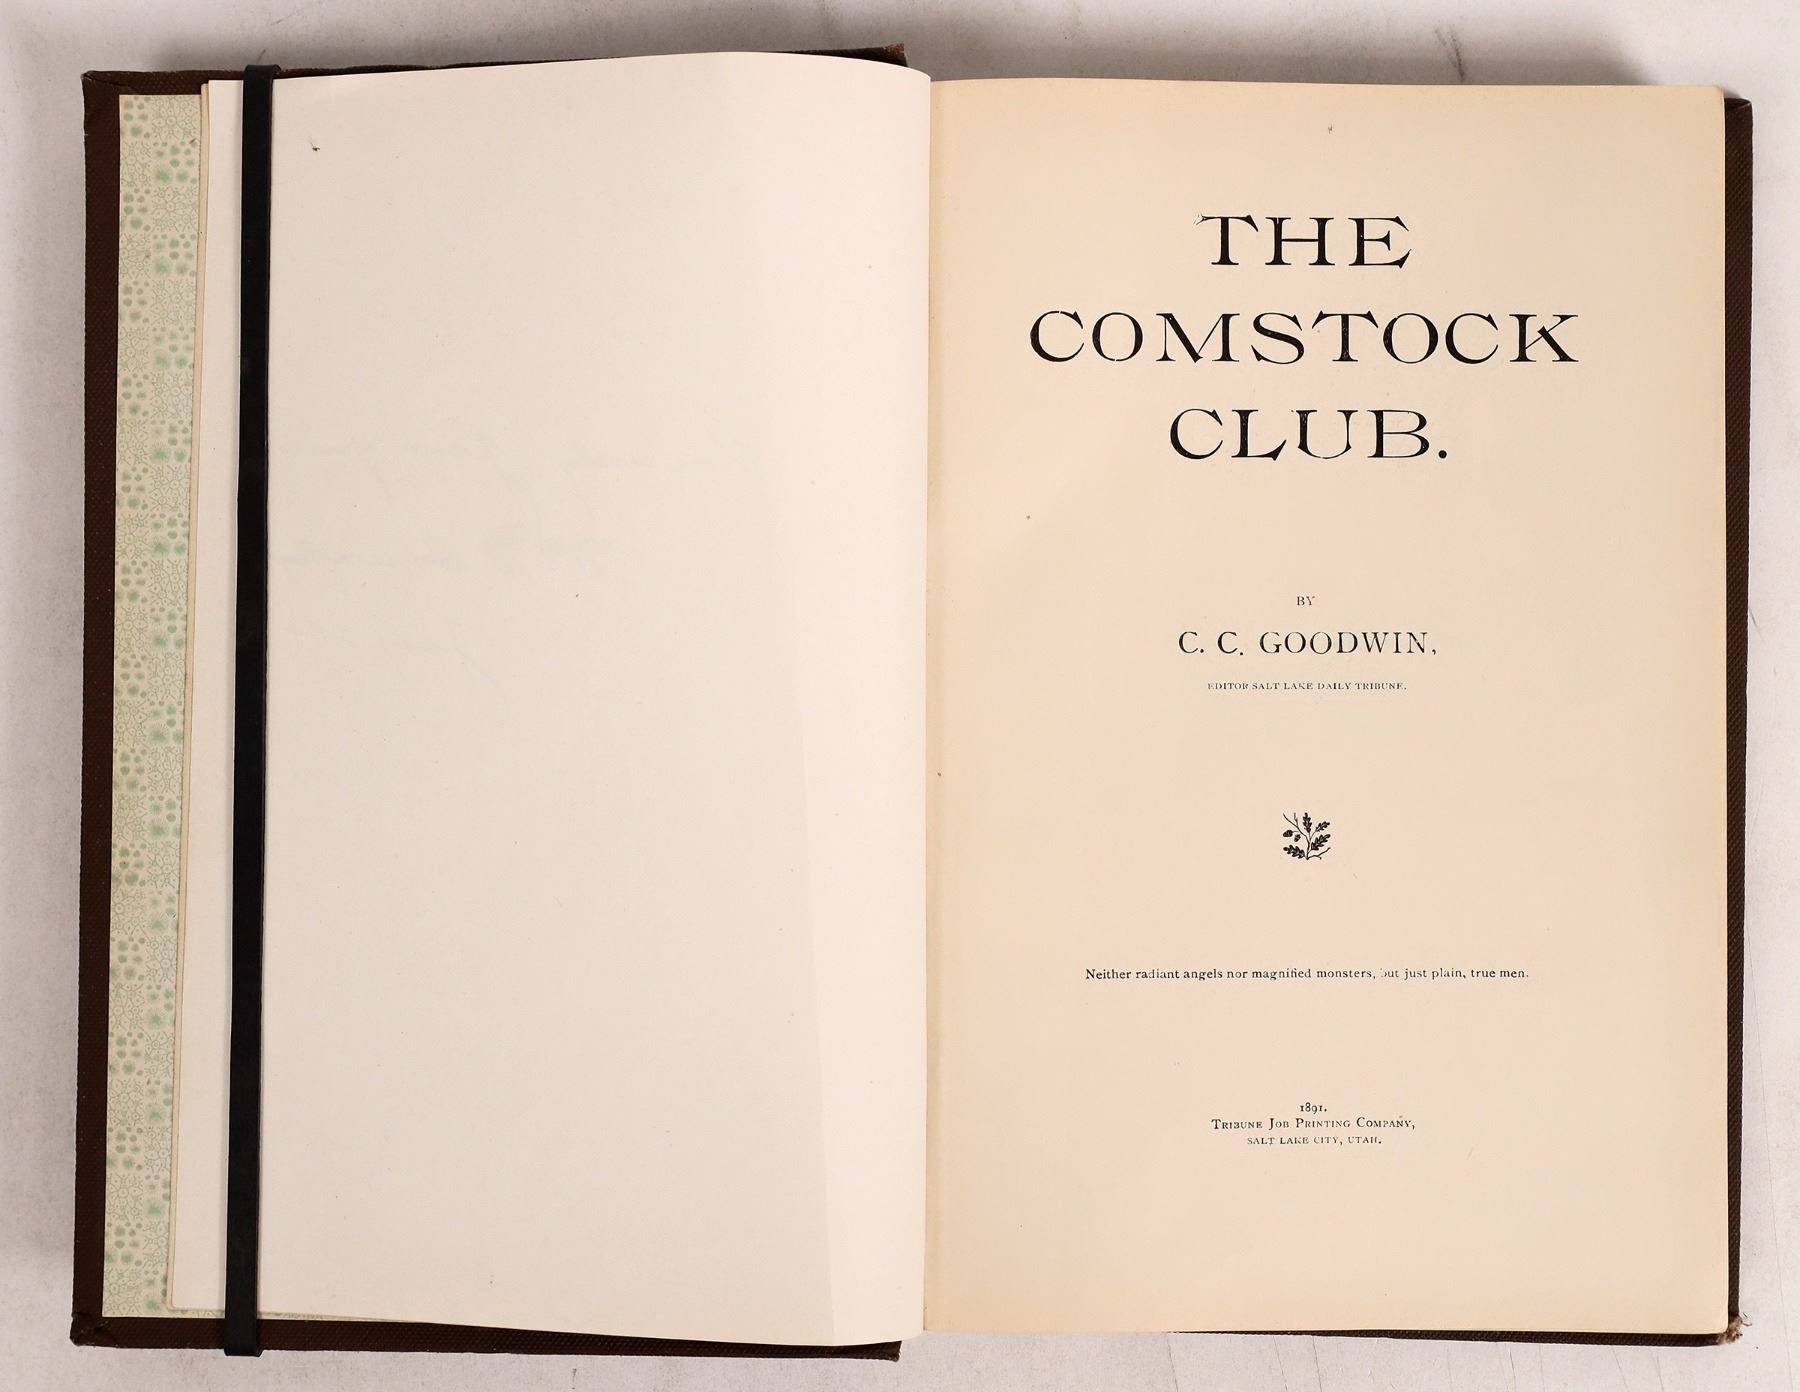 THE
COMSTOCK
CLUB.
BY
C. C. GOODWIN,
EDITOR SALT LAKE DAILY TRIBUNE.
Neither radiant angels nor magnified monsters, but just plain, true men.
1891.
TRIBUNE JOB PRINTING COMPANY,
SALT LAKE CITY, UTAH.